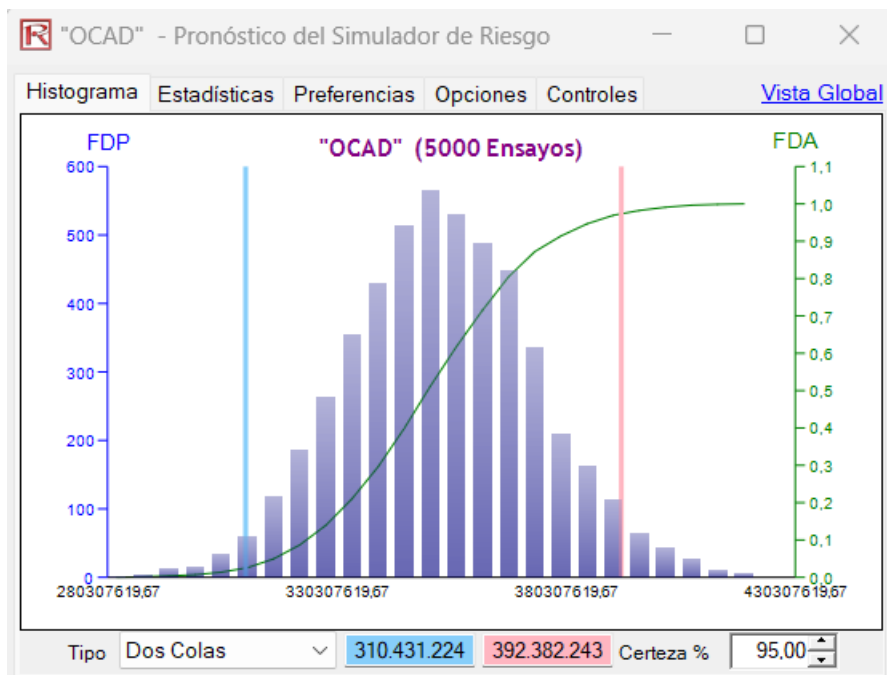 R "OCAD" - Pronóstico del Simulador de Riesgo
Histograma Estadísticas Preferencias Opciones Controles Vista Global
FDP "OCAD" (5000 Ensayos) FDA
600 1,1
1,0
500 0,9
400 0,8
0,7
300 0,6
0,5
200 0,4
0,3
100 0,2
0,1
0 0,0
280307619,67 330307619,67 380307619,67 430307619,67
Tipo Dos Colas 310.431.224 392.382.243 Certeza % 95,00